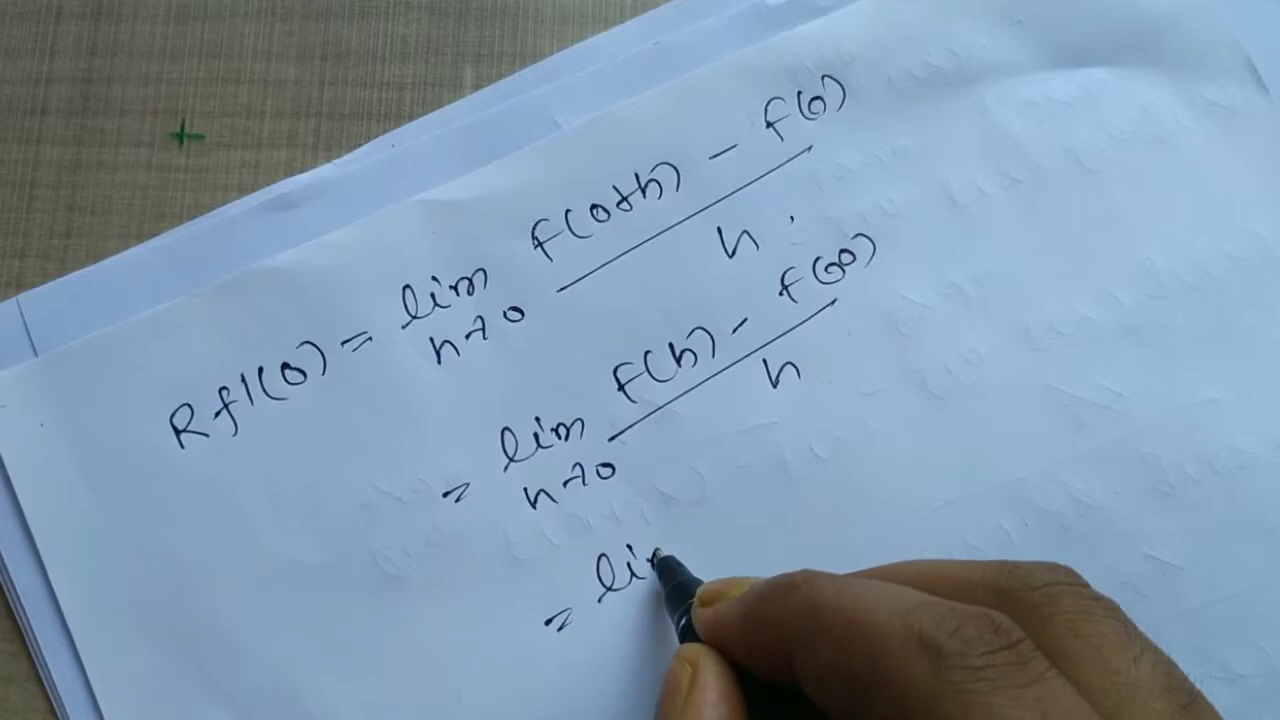 Rf'(0) = lim h→0 f(0+h) - f(0) / h
= lim h→0 f(h) - f(0) / h
= li